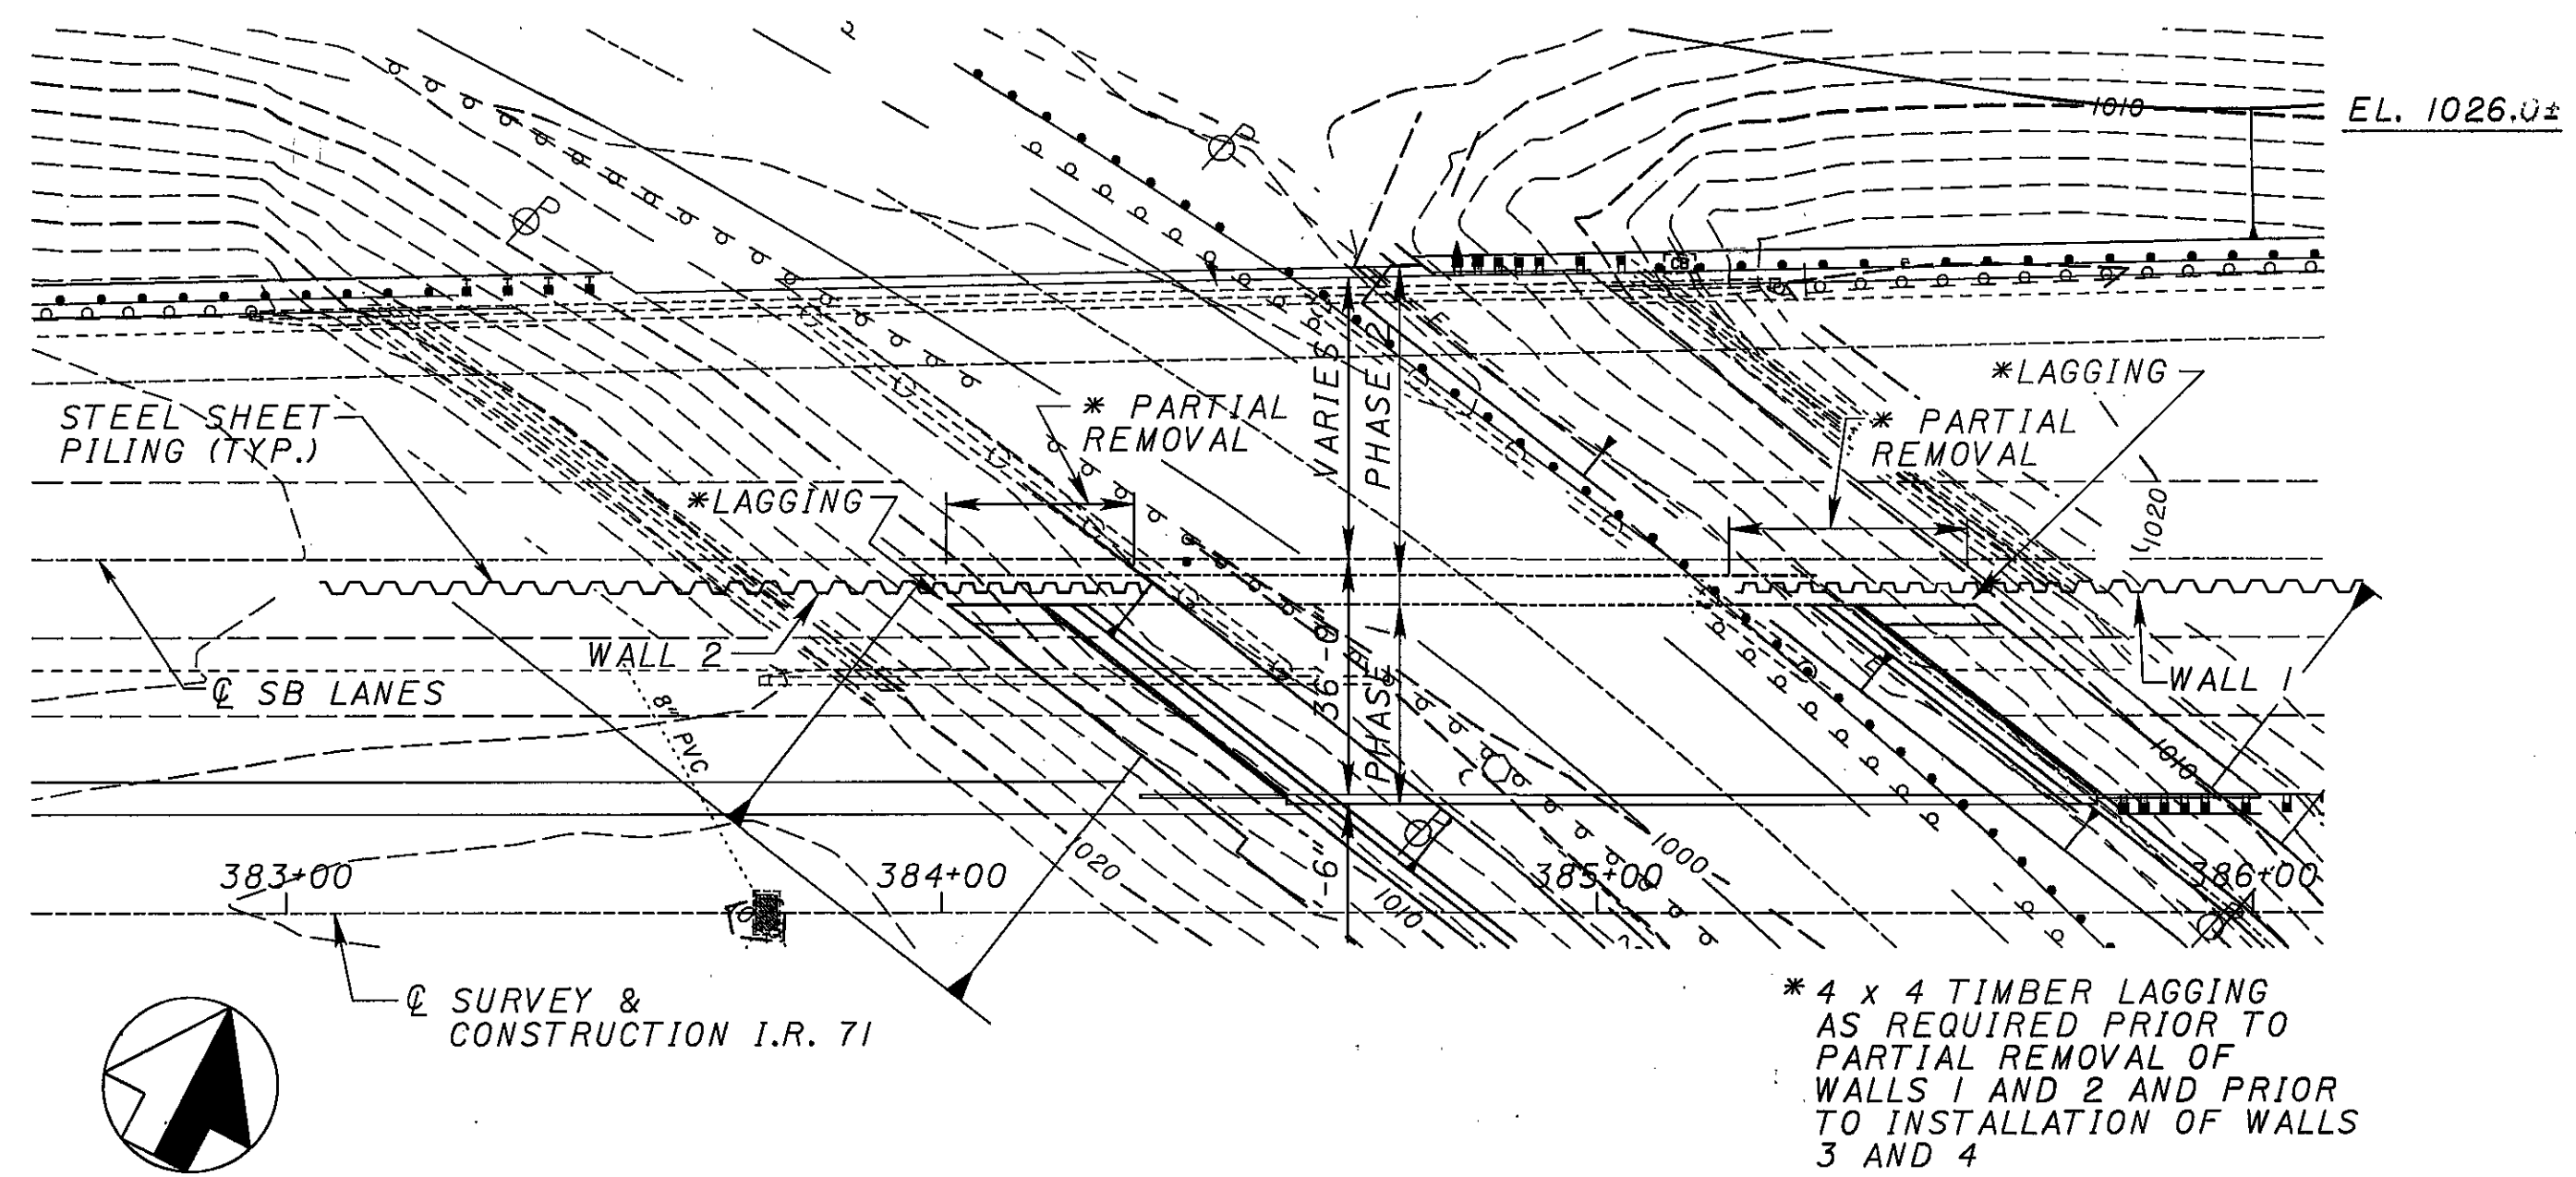 1010
EL. 1026.0±
*LAGGING
STEEL SHEET
PILING (TYP.)
* PARTIAL
REMOVAL
VARIES
PHASE 2
* PARTIAL
REMOVAL
*LAGGING
1020
CB
WALL 2
℄ SB LANES
8" PVC
36'-0"
PHASE 1
WALL 1
1010
383+00
384+00
1020
1010
-6"
385+00
1000
386+00
℄ SURVEY &
CONSTRUCTION I.R. 71
* 4 x 4 TIMBER LAGGING
AS REQUIRED PRIOR TO
PARTIAL REMOVAL OF
WALLS 1 AND 2 AND PRIOR
TO INSTALLATION OF WALLS
3 AND 4